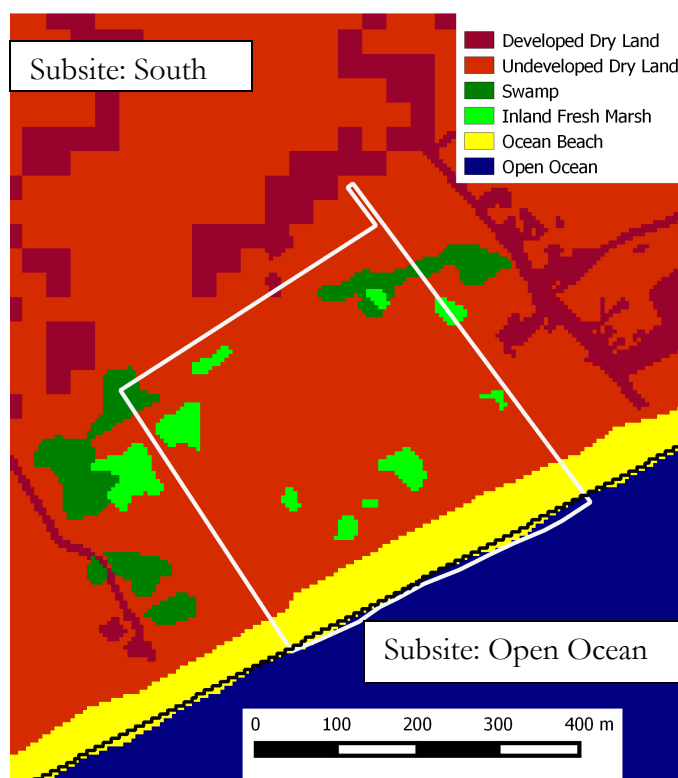 Subsite: South
Developed Dry Land
Undeveloped Dry Land
Swamp
Inland Fresh Marsh
Ocean Beach
Open Ocean
Subsite: Open Ocean
0 100 200 300 400 m